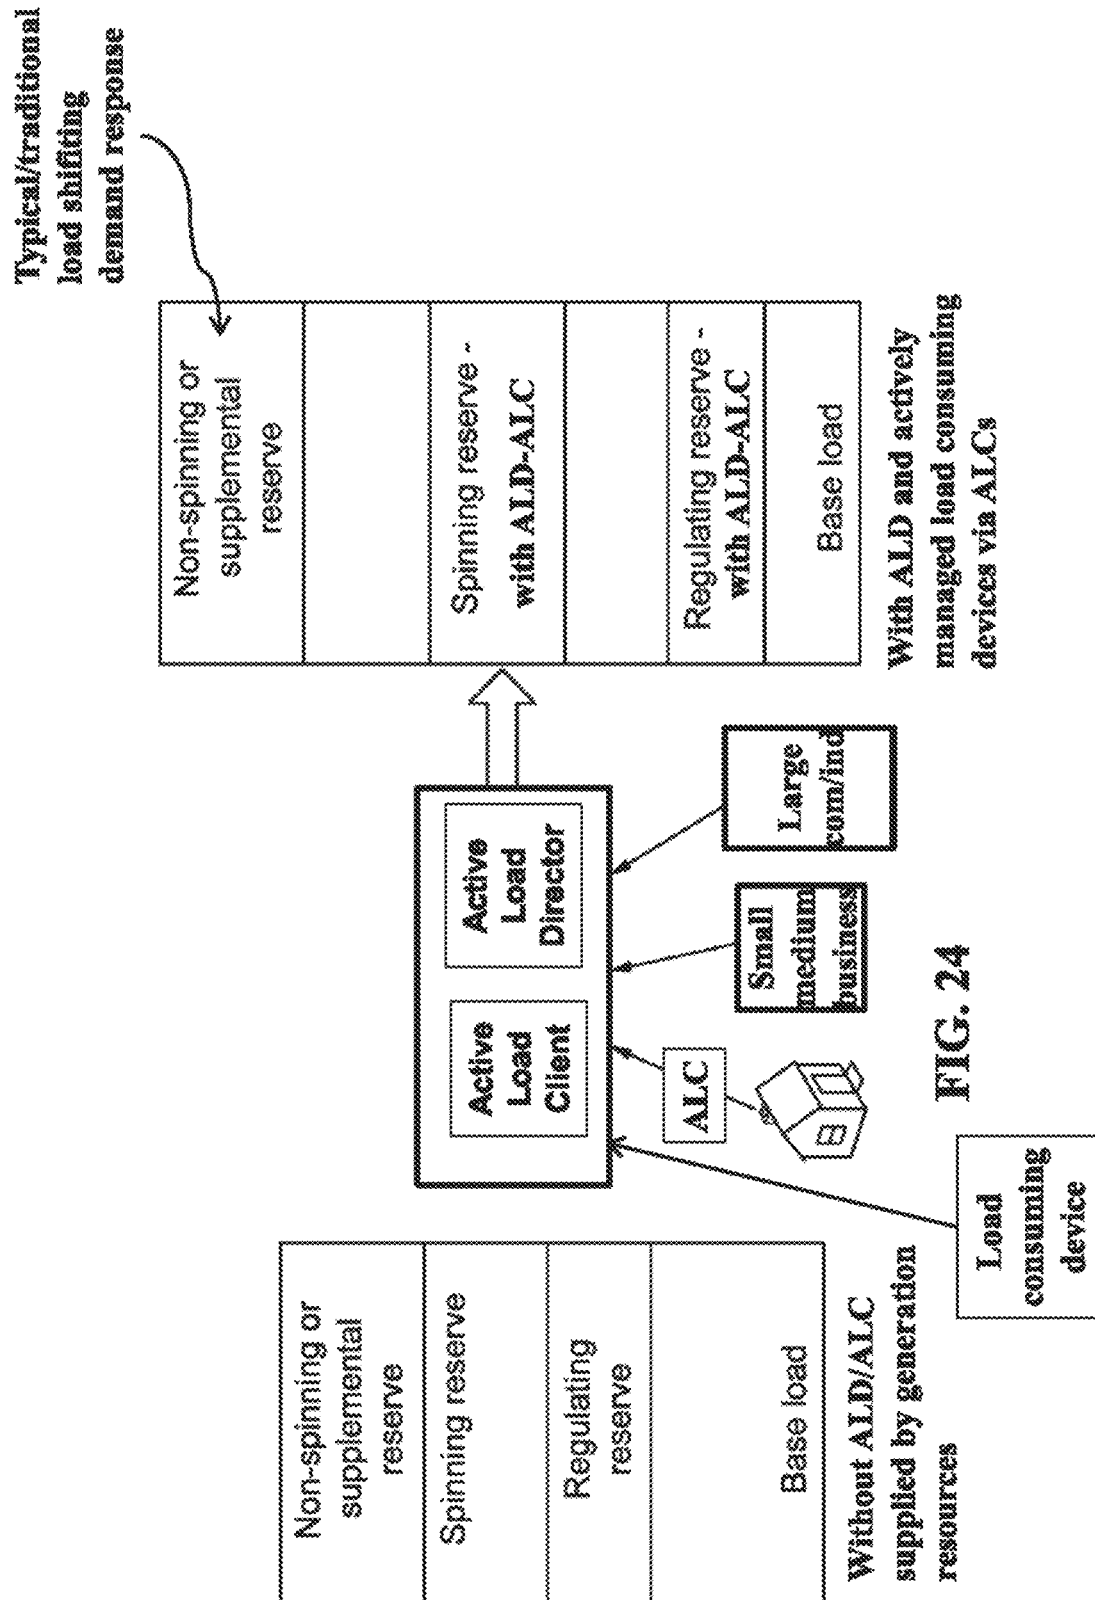 Non-spinning or
supplemental
reserve
Spinning reserve
Regulating
reserve
Base load
Without ALD/ALC
supplied by generation
resources
Active
Load
Client
Active
Load
Director
Load
consuming
device
ALC
Small
medium
business
Large
com/ind
Typical/traditional
load shifiting
demand response
Non-spinning or
supplemental
reserve
Spinning reserve -
with ALD-ALC
Regulating reserve -
with ALD-ALC
Base load
With ALD and actively
managed load consuming
devices via ALCs
FIG. 24